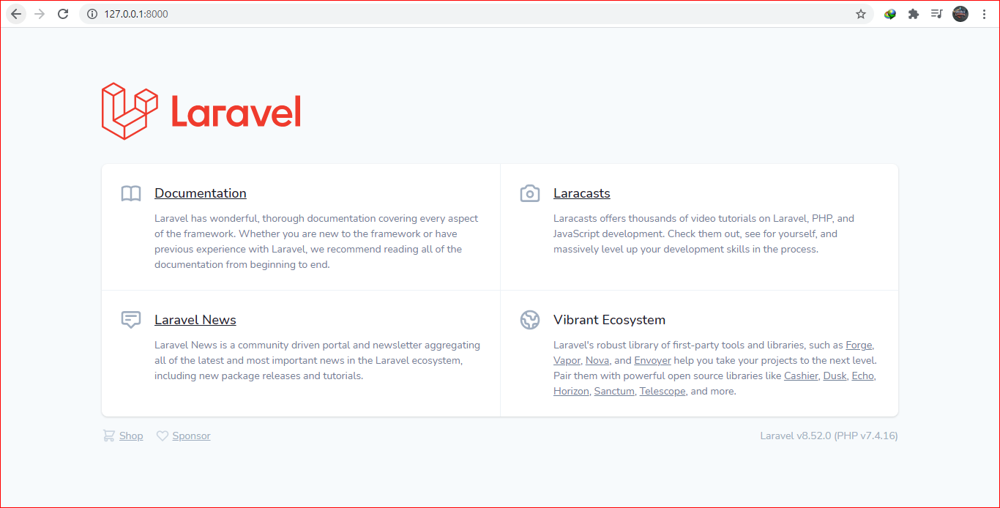 127.0.0.1:8000
Laravel
Documentation
Laravel has wonderful, thorough documentation covering every aspect
of the framework. Whether you are new to the framework or have
previous experience with Laravel, we recommend reading all of the
documentation from beginning to end.
Laracasts
Laracasts offers thousands of video tutorials on Laravel, PHP, and
JavaScript development. Check them out, see for yourself, and
massively level up your development skills in the process.
Laravel News
Laravel News is a community driven portal and newsletter aggregating
all of the latest and most important news in the Laravel ecosystem,
including new package releases and tutorials.
Vibrant Ecosystem
Laravel's robust library of first-party tools and libraries, such as Forge,
Vapor, Nova, and Envoyer help you take your projects to the next level.
Pair them with powerful open source libraries like Cashier, Dusk, Echo,
Horizon, Sanctum, Telescope, and more.
Shop
Sponsor
Laravel v8.52.0 (PHP v7.4.16)